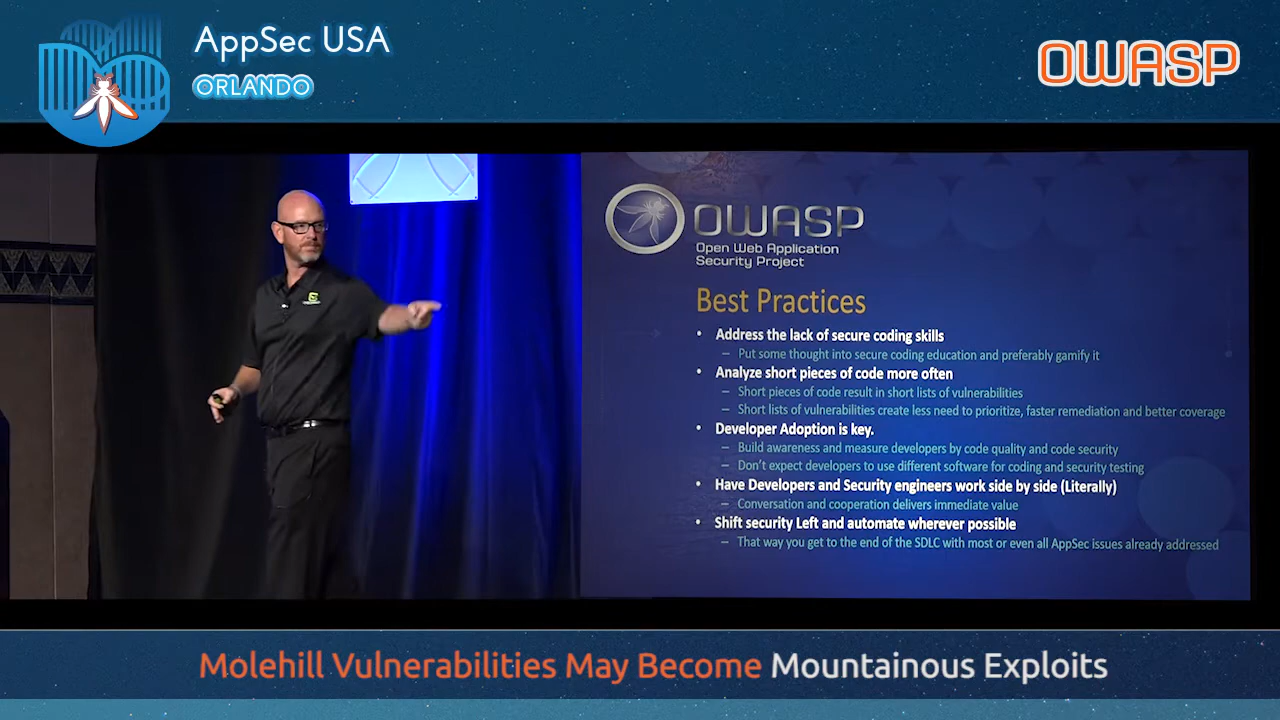 AppSec USA
ORLANDO
OWASP
OWASP
Open Web Application
Security Project
Best Practices
• Address the lack of secure coding skills
– Put some thought into secure coding education and preferably gamify it
• Analyze short pieces of code more often
– Short pieces of code result in short lists of vulnerabilities
– Short lists of vulnerabilities create less need to prioritize, faster remediation and better coverage
• Developer Adoption is key.
– Build awareness and measure developers by code quality and code security
– Don't expect developers to use different software for coding and security testing
• Have Developers and Security engineers work side by side (Literally)
– Conversation and cooperation delivers immediate value
• Shift security Left and automate wherever possible
– That way you get to the end of the SDLC with most or even all AppSec issues already addressed
Molehill Vulnerabilities May Become Mountainous Exploits